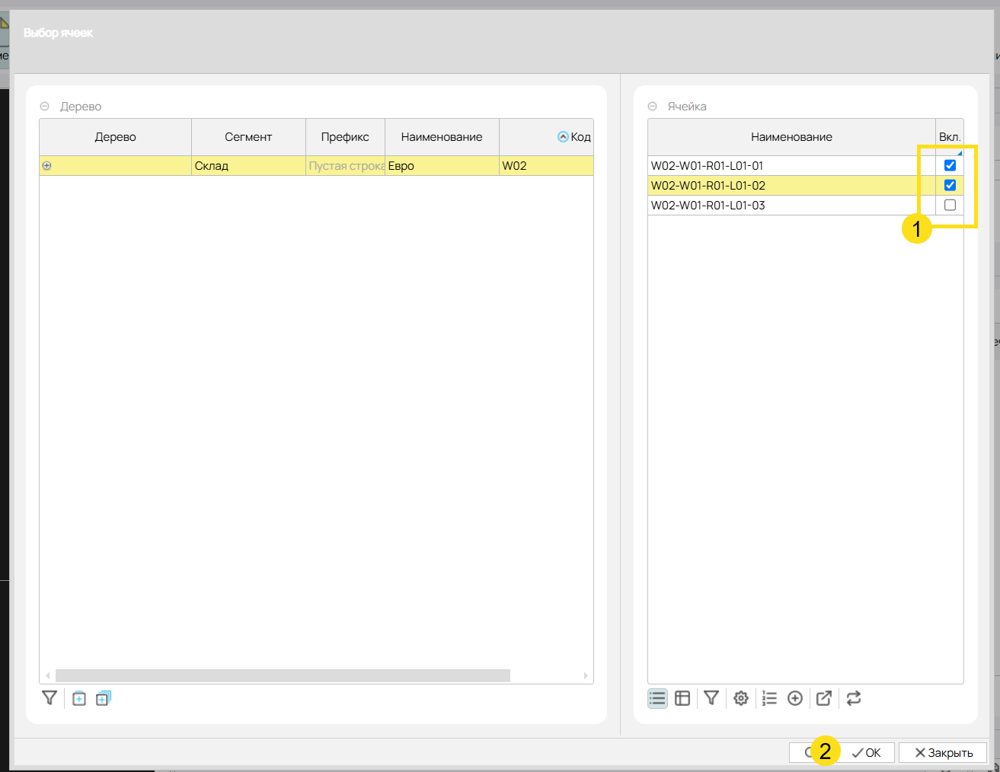 Выбор ячеек
Дерево
Дерево Сегмент Префикс Наименование Код
Склад Пустая строка Евро W02
Ячейка
Наименование Вкл.
W02-W01-R01-L01-01
W02-W01-R01-L01-02
W02-W01-R01-L01-03
1
2 ОК Закрыть